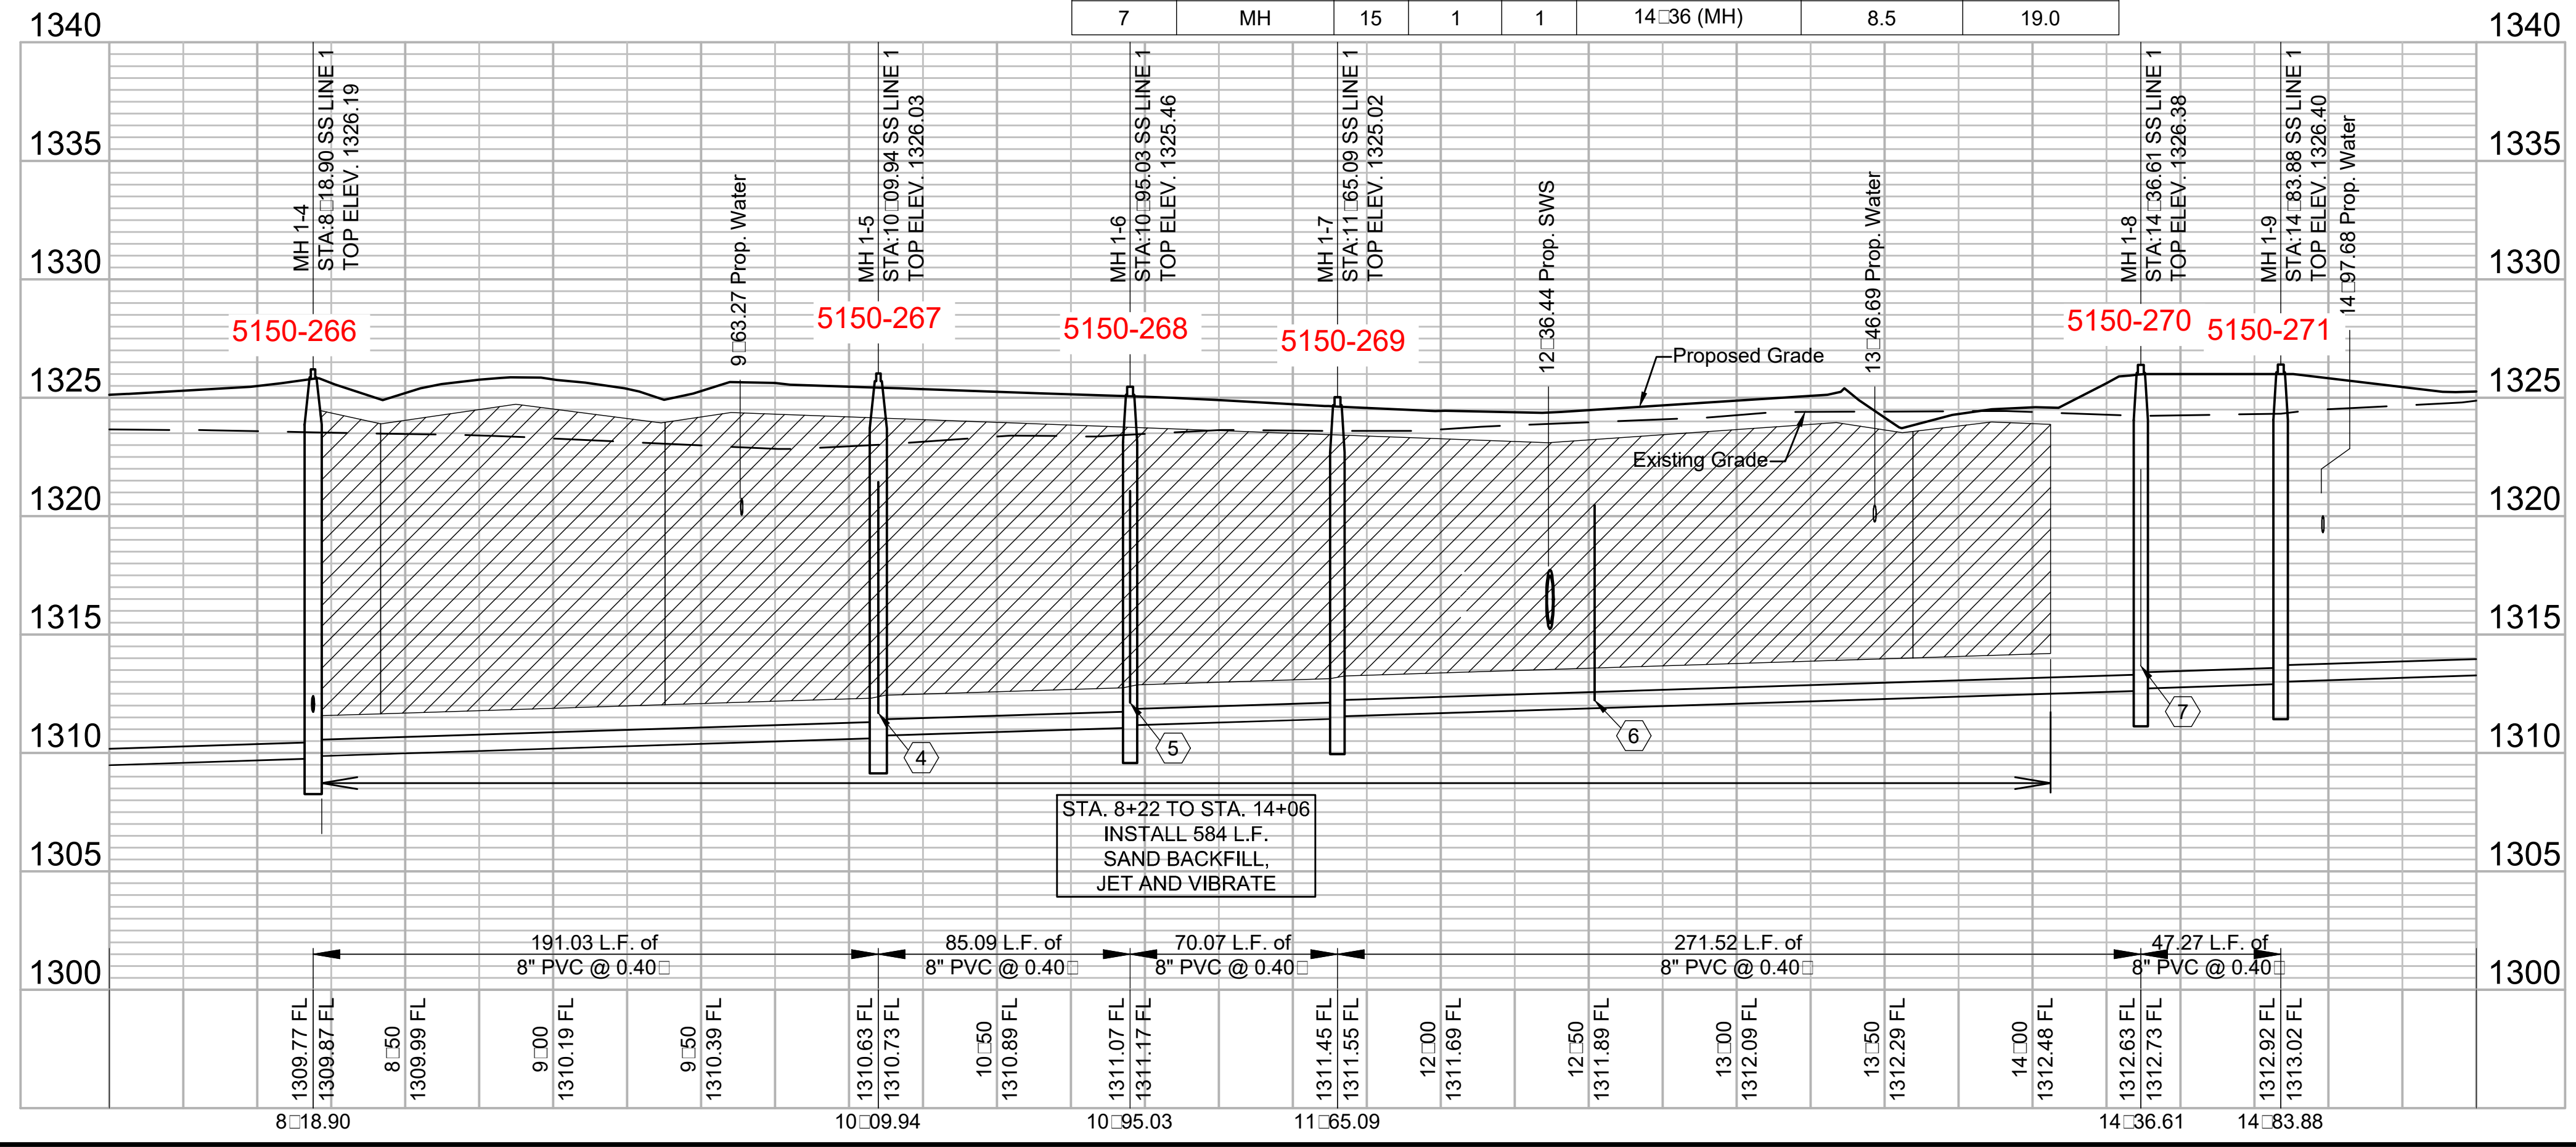 7 MH 15 1 1 14□36 (MH) 8.5 19.0
1340
1340
1335
1335
1330
1330
1325
1325
1320
1320
1315
1315
1310
1310
1305
1305
1300
1300
MH 1-4
STA:8□18.90 SS LINE 1
TOP ELEV. 1326.19
5150-266
9□63.27 Prop. Water
MH 1-5
STA:10□09.94 SS LINE 1
TOP ELEV. 1326.03
5150-267
MH 1-6
STA:10□95.03 SS LINE 1
TOP ELEV. 1325.46
5150-268
MH 1-7
STA:11□65.09 SS LINE 1
TOP ELEV. 1325.02
5150-269
12□36.44 Prop. SWS
Proposed Grade
Existing Grade
13□46.69 Prop. Water
MH 1-8
STA:14□36.61 SS LINE 1
TOP ELEV. 1326.38
5150-270
MH 1-9
STA:14□83.88 SS LINE 1
TOP ELEV. 1326.40
5150-271
14□97.68 Prop. Water
4
5
6
7
STA. 8+22 TO STA. 14+06
INSTALL 584 L.F.
SAND BACKFILL,
JET AND VIBRATE
191.03 L.F. of
8" PVC @ 0.40□
85.09 L.F. of
8" PVC @ 0.40□
70.07 L.F. of
8" PVC @ 0.40□
271.52 L.F. of
8" PVC @ 0.40□
47.27 L.F. of
8" PVC @ 0.40□
1309.77 FL
1309.87 FL
8□50
1309.99 FL
9□00
1310.19 FL
9□50
1310.39 FL
1310.63 FL
1310.73 FL
10□50
1310.89 FL
1311.07 FL
1311.17 FL
1311.45 FL
1311.55 FL
12□00
1311.69 FL
12□50
1311.89 FL
13□00
1312.09 FL
13□50
1312.29 FL
14□00
1312.48 FL
1312.63 FL
1312.73 FL
1312.92 FL
1313.02 FL
8□18.90
10□09.94
10□95.03
11□65.09
14□36.61
14□83.88